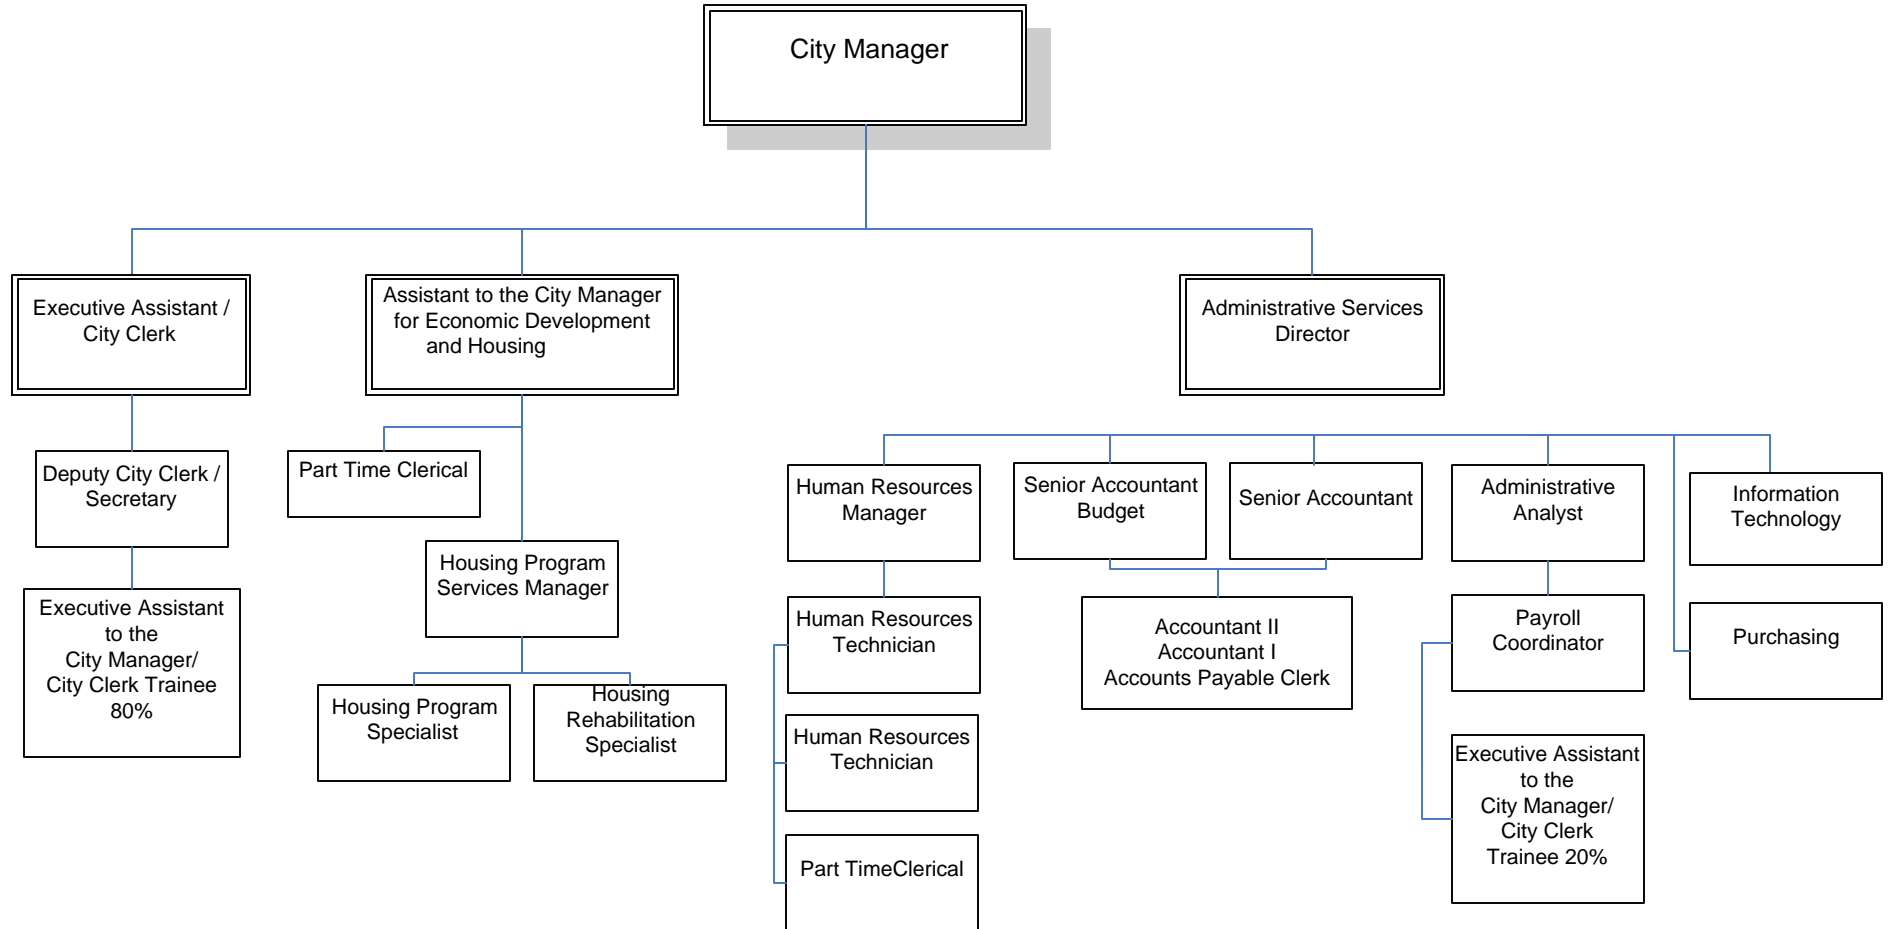 City Manager
Executive Assistant /
City Clerk
Assistant to the City Manager
for Economic Development
and Housing
Administrative Services
Director
Deputy City Clerk /
Secretary
Part Time Clerical
Human Resources
Manager
Senior Accountant
Budget
Senior Accountant
Administrative
Analyst
Information
Technology
Housing Program
Services Manager
Executive Assistant
to the
City Manager/
City Clerk Trainee
80%
Human Resources
Technician
Accountant II
Accountant I
Accounts Payable Clerk
Payroll
Coordinator
Purchasing
Housing Program
Specialist
Housing
Rehabilitation
Specialist
Human Resources
Technician
Executive Assistant
to the
City Manager/
City Clerk
Trainee 20%
Part TimeClerical